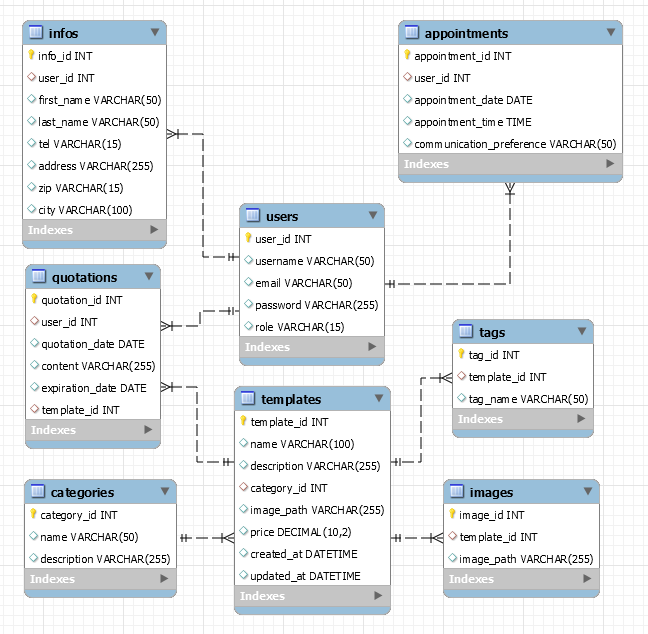 infos
info_id INT
user_id INT
first_name VARCHAR(50)
last_name VARCHAR(50)
tel VARCHAR(15)
address VARCHAR(255)
zip VARCHAR(15)
city VARCHAR(100)
Indexes
appointments
appointment_id INT
user_id INT
appointment_date DATE
appointment_time TIME
communication_preference VARCHAR(50)
Indexes
users
user_id INT
username VARCHAR(50)
email VARCHAR(50)
password VARCHAR(255)
role VARCHAR(15)
Indexes
quotations
quotation_id INT
user_id INT
quotation_date DATE
content VARCHAR(255)
expiration_date DATE
template_id INT
Indexes
tags
tag_id INT
template_id INT
tag_name VARCHAR(50)
Indexes
templates
template_id INT
name VARCHAR(100)
description VARCHAR(255)
category_id INT
image_path VARCHAR(255)
price DECIMAL(10,2)
created_at DATETIME
updated_at DATETIME
Indexes
categories
category_id INT
name VARCHAR(50)
description VARCHAR(255)
Indexes
images
image_id INT
template_id INT
image_path VARCHAR(255)
Indexes